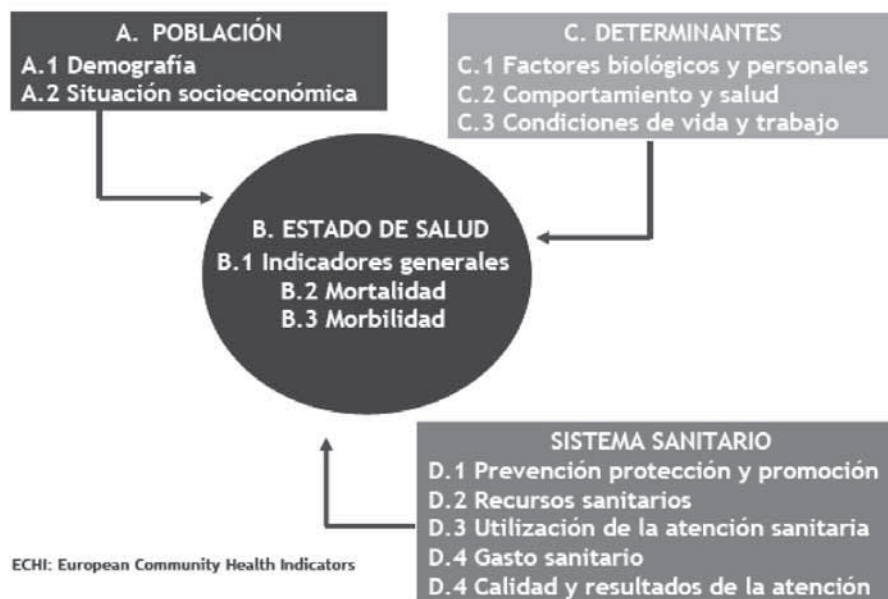 A. POBLACIÓN
A.1 Demografía
A.2 Situación socioeconómica
C. DETERMINANTES
C.1 Factores biológicos y personales
C.2 Comportamiento y salud
C.3 Condiciones de vida y trabajo
B. ESTADO DE SALUD
B.1 Indicadores generales
B.2 Mortalidad
B.3 Morbilidad
SISTEMA SANITARIO
D.1 Prevención protección y promoción
D.2 Recursos sanitarios
D.3 Utilización de la atención sanitaria
D.4 Gasto sanitario
D.4 Calidad y resultados de la atención
ECHI: European Community Health Indicators